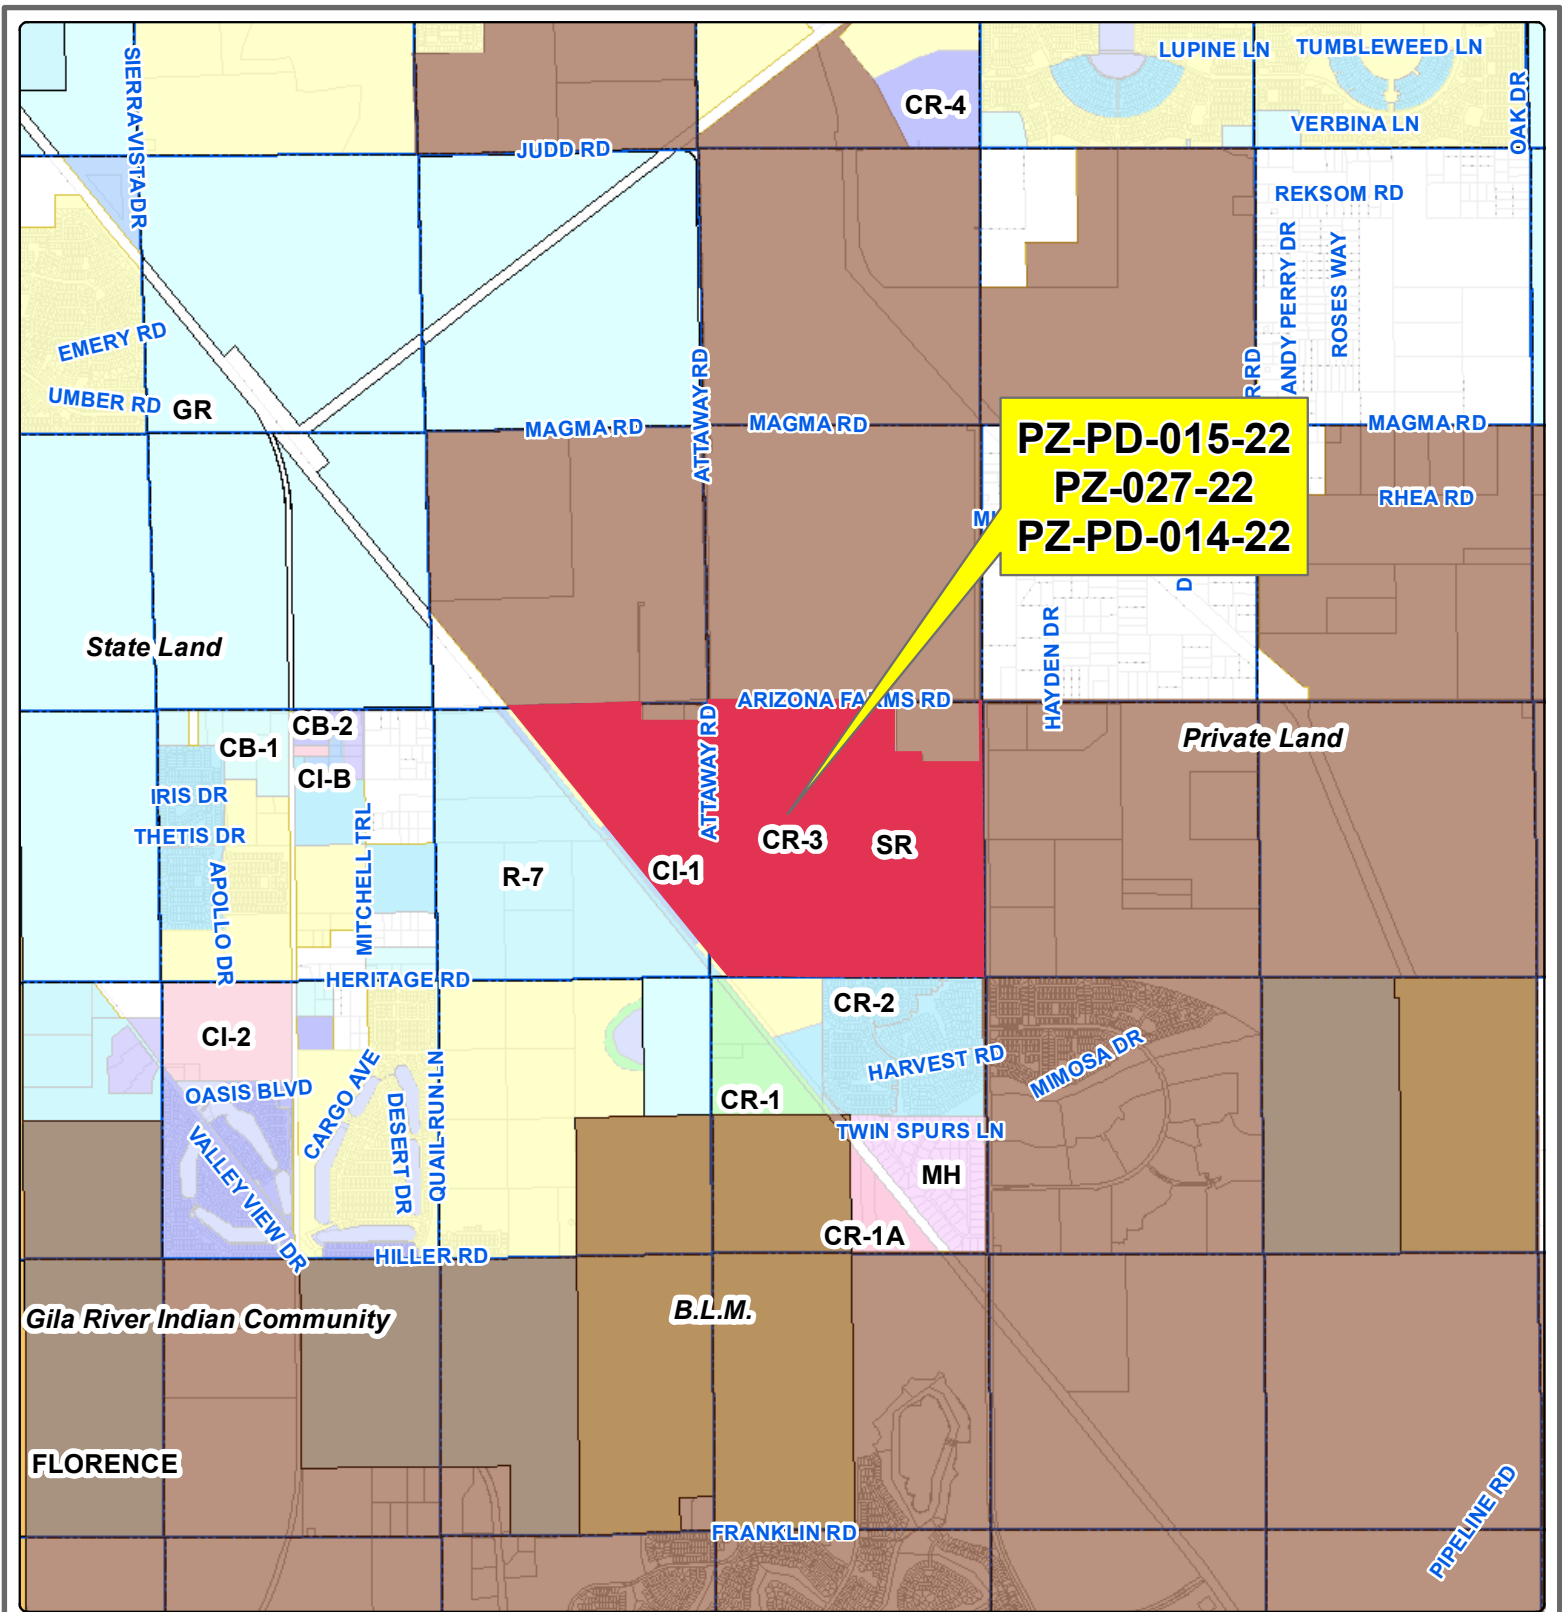 LUPINE LN
TUMBLEWEED LN
SIERRA VISTA DR
OAK DR
CR-4
VERBINA LN
JUDD RD
REKSOM RD
ANDY PERRY DR
ROSES WAY
EMERY RD
UMBER RD
GR
ATTAWAY RD
R RD
MAGMA RD
MAGMA RD
MAGMA RD
PZ-PD-015-22
PZ-027-22
PZ-PD-014-22
RHEA RD
D
HAYDEN DR
State Land
ARIZONA FARMS RD
CB-2
CB-1
CI-B
Private Land
ATTAWAY RD
IRIS DR
THETIS DR
MITCHELL TRL
APOLLO DR
R-7
CI-1
CR-3
SR
HERITAGE RD
CR-2
CI-2
HARVEST RD
MIMOSA DR
OASIS BLVD
CARGO AVE
DESERT DR
QUAIL RUN LN
CR-1
VALLEY VIEW DR
TWIN SPURS LN
MH
CR-1A
HILLER RD
Gila River Indian Community
B.L.M.
FLORENCE
FRANKLIN RD
PIPELINE RD